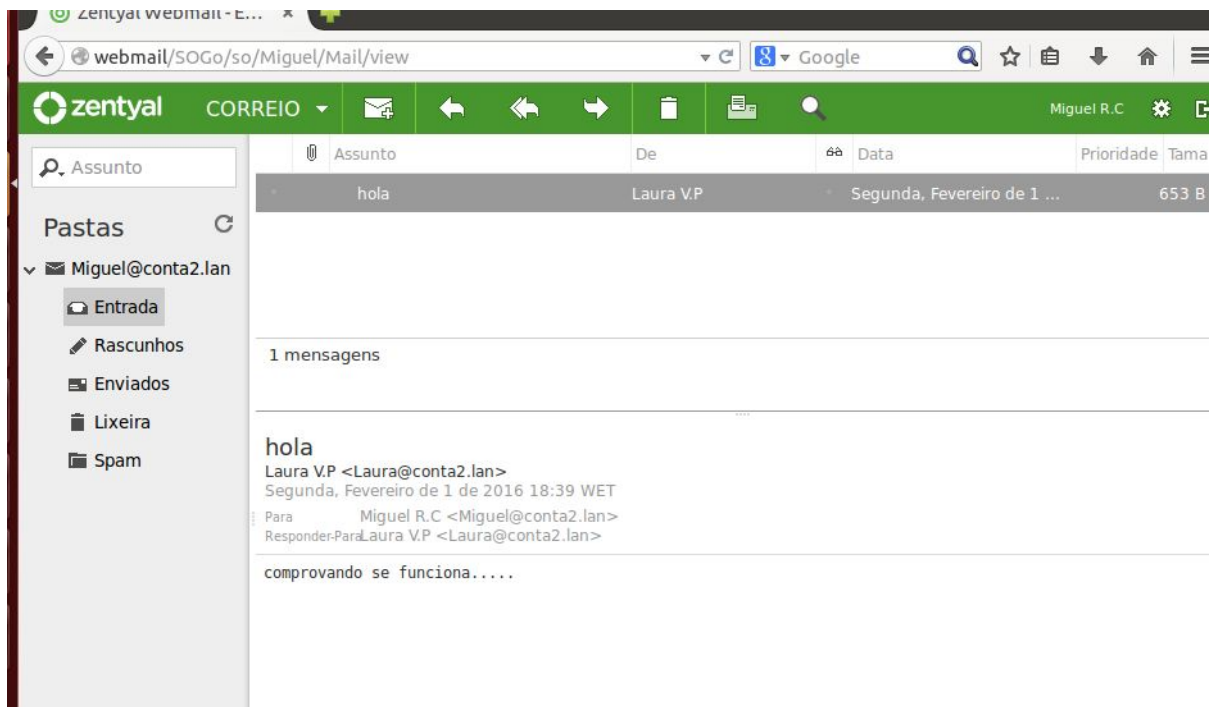 Zentyal Webmail - E...
webmail/SOGo/so/Miguel/Mail/view
8 Google
zentyal CORREIO Miguel R.C
Assunto
Assunto De Data Prioridade Tama
hola Laura V.P Segunda, Fevereiro de 1 ... 653 B
Pastas
Miguel@conta2.lan
Entrada
Rascunhos
Enviados
Lixeira
Spam
1 mensagens
hola
Laura V.P <Laura@conta2.lan>
Segunda, Fevereiro de 1 de 2016 18:39 WET
Para Miguel R.C <Miguel@conta2.lan>
Responder-Para Laura V.P <Laura@conta2.lan>
comprovando se funciona.....